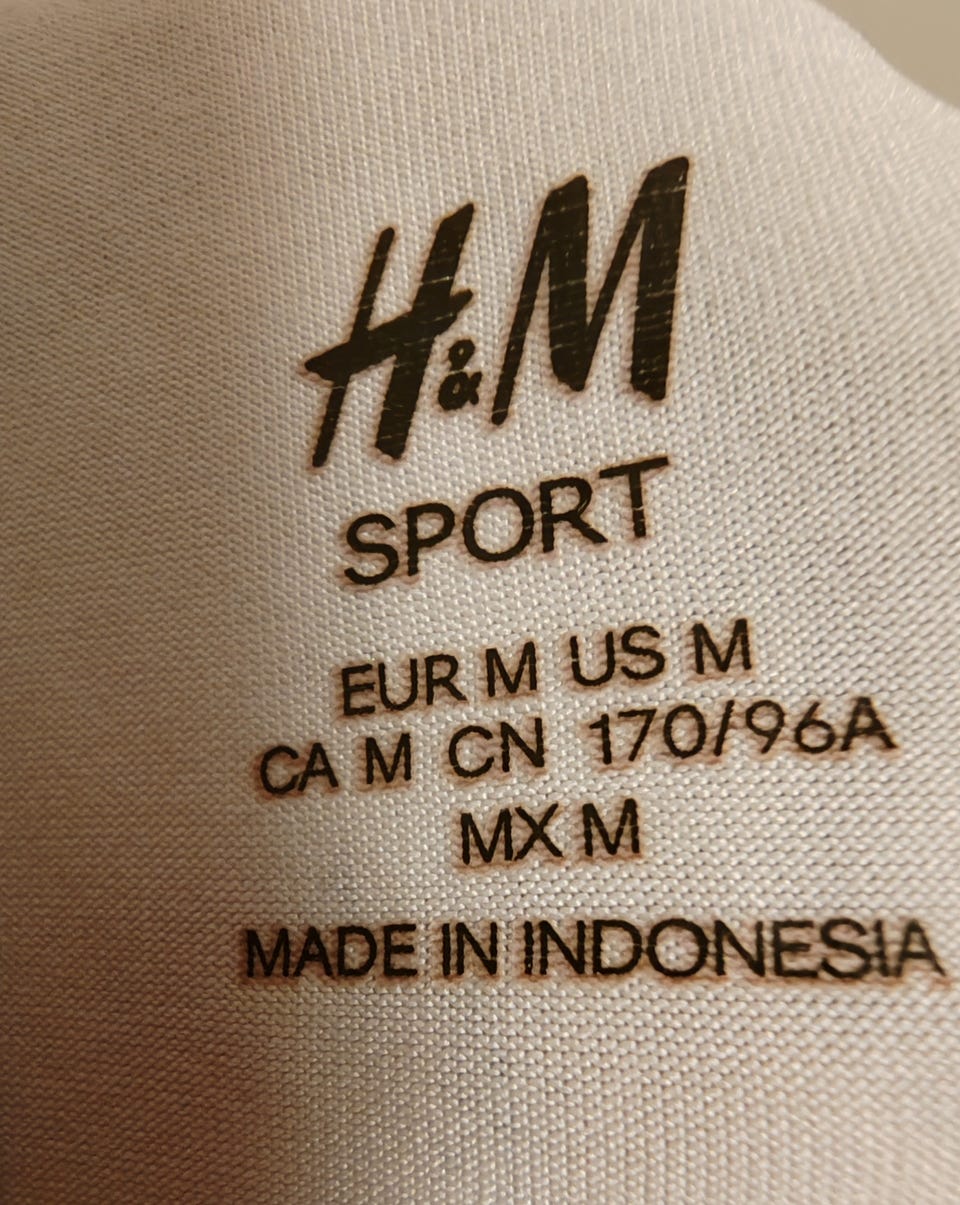 H&M
SPORT
EUR M US M
CA M CN 170/96A
MX M
MADE IN INDONESIA